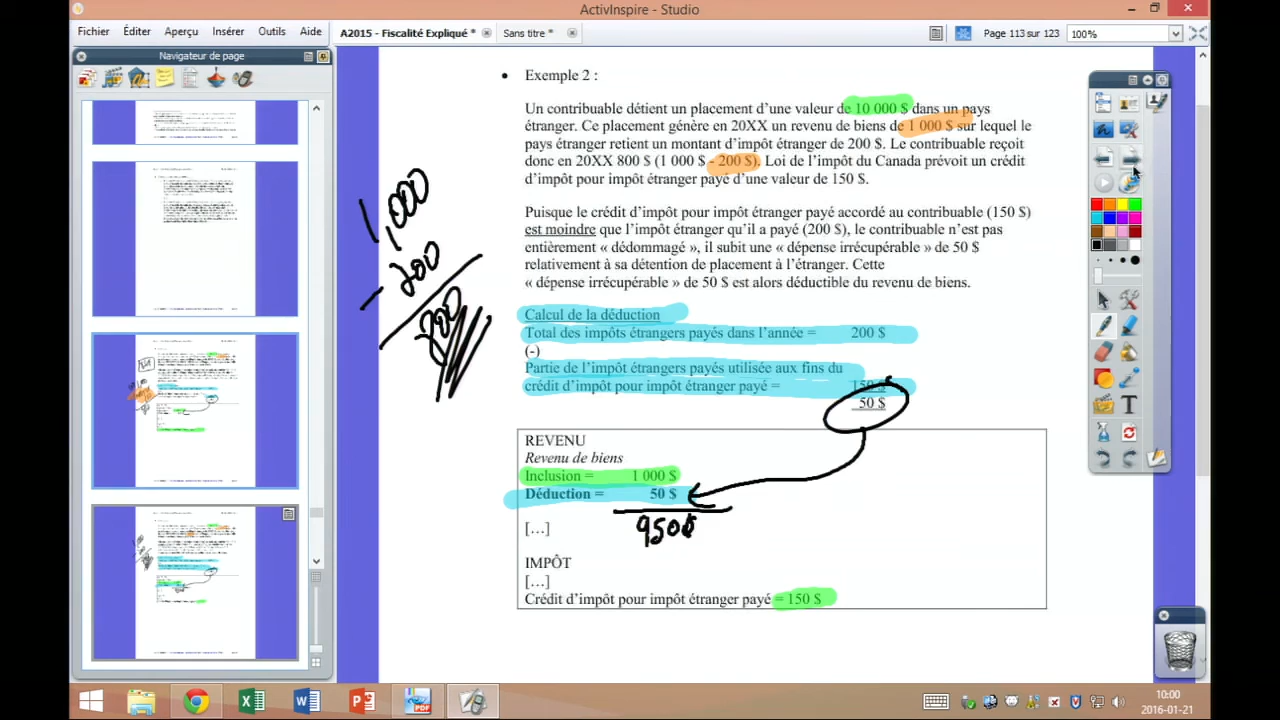 ActivInspire - Studio
Fichier Éditer Aperçu Insérer Outils Aide
A2015 - Fiscalité Expliqué *
Sans titre *
Page 113 sur 123
100%
Navigateur de page
• Exemple 2 :
Un contribuable détient un placement d'une valeur de 10 000 $ dans un pays
étranger. Ce placement génère en 20XX un revenu de biens de 1 000 $ sur lequel le
pays étranger retient un montant d'impôt étranger de 200 $. Le contribuable reçoit
donc en 20XX 800 $ (1 000 $ - 200 $). Loi de l'impôt du Canada prévoit un crédit
d'impôt pour impôt étranger payé d'une valeur de 150 $.
Puisque le crédit d'impôt pour impôt étranger payé accordé au contribuable (150 $)
est moindre que l'impôt étranger qu'il a payé (200 $), le contribuable n'est pas
entièrement « dédommagé », il subit une « dépense irrécupérable » de 50 $
relativement à sa détention de placement à l'étranger. Cette
« dépense irrécupérable » de 50 $ est alors déductible du revenu de biens.
1,000
- 200
800
Calcul de la déduction
Total des impôts étrangers payés dans l'année = 200 $
(-)
Partie de l'impôt étrangers payés utilisée aux fins du
crédit d'impôt pour impôt étranger payé = 150 $
50 $
REVENU
Revenu de biens
Inclusion = 1 000 $
Déduction = 50 $
950$
[…]
IMPÔT
[…]
Crédit d'impôt pour impôt étranger payé = 150 $
10:00
2016-01-21